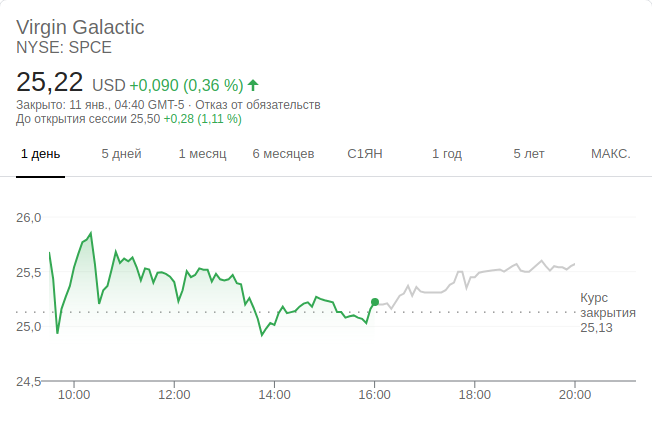 Virgin Galactic
NYSE: SPCE
25,22 USD +0,090 (0,36 %)
Закрыто: 11 янв., 04:40 GMT-5 · Отказ от обязательств
До открытия сессии 25,50 +0,28 (1,11 %)
1 день 5 дней 1 месяц 6 месяцев С1ЯН 1 год 5 лет МАКС.
26,0
25,5
Курс
закрытия
25,13
25,0
24,5
10:00 12:00 14:00 16:00 18:00 20:00